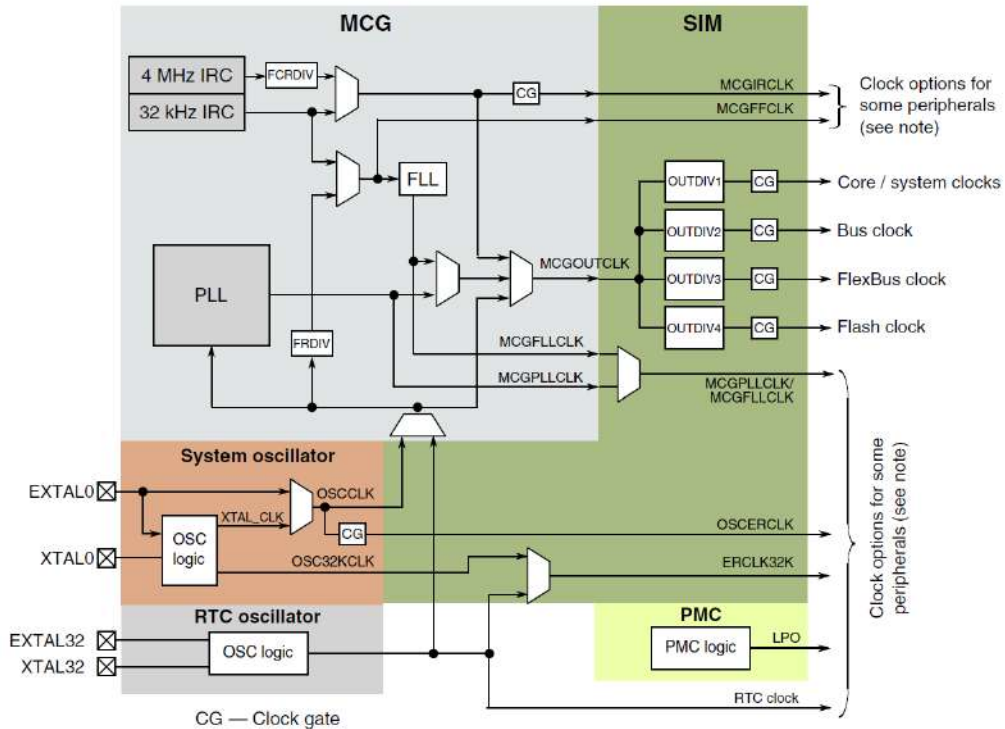 MCG
SIM
4 MHz IRC
FCRDIV
32 kHz IRC
CG
MCGIRCLK
MCGFFCLK
Clock options for
some peripherals
(see note)
FLL
OUTDIV1
CG
Core / system clocks
OUTDIV2
CG
Bus clock
MCGOUTCLK
OUTDIV3
CG
FlexBus clock
PLL
OUTDIV4
CG
Flash clock
FRDIV
MCGFLLCLK
MCGPLLCLK
MCGPLLCLK/
MCGFLLCLK
System oscillator
EXTAL0
OSCCLK
XTAL_CLK
OSC
logic
CG
OSCERCLK
XTAL0
OSC32KCLK
ERCLK32K
Clock options for some
peripherals (see note)
RTC oscillator
PMC
EXTAL32
XTAL32
OSC logic
PMC logic
LPO
RTC clock
CG — Clock gate